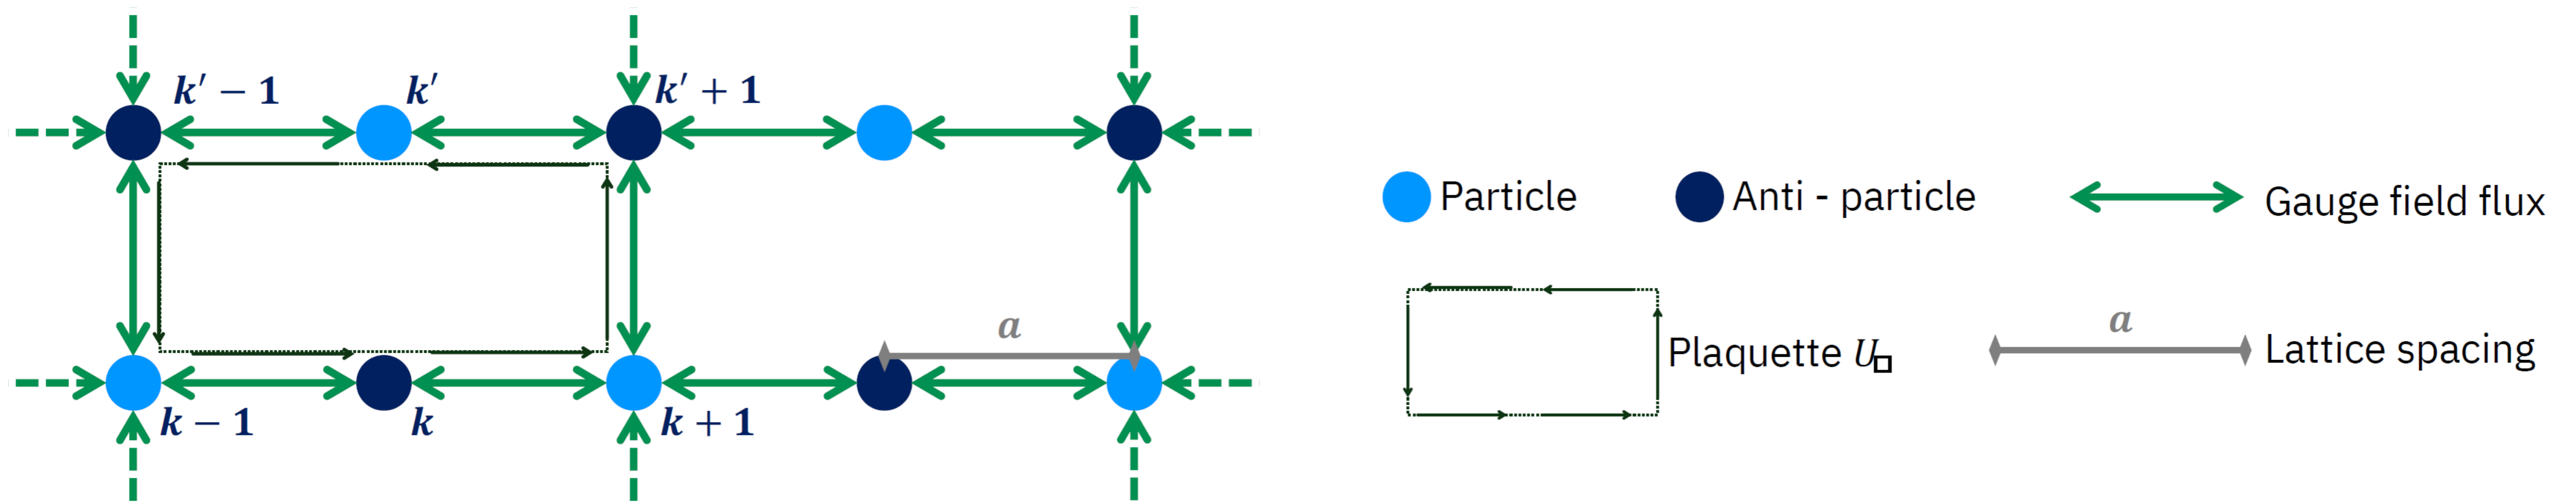 k′ − 1
k′
k′ + 1
a
k − 1
k
k + 1
Particle
Anti - particle
Gauge field flux
Plaquette U□
a
Lattice spacing